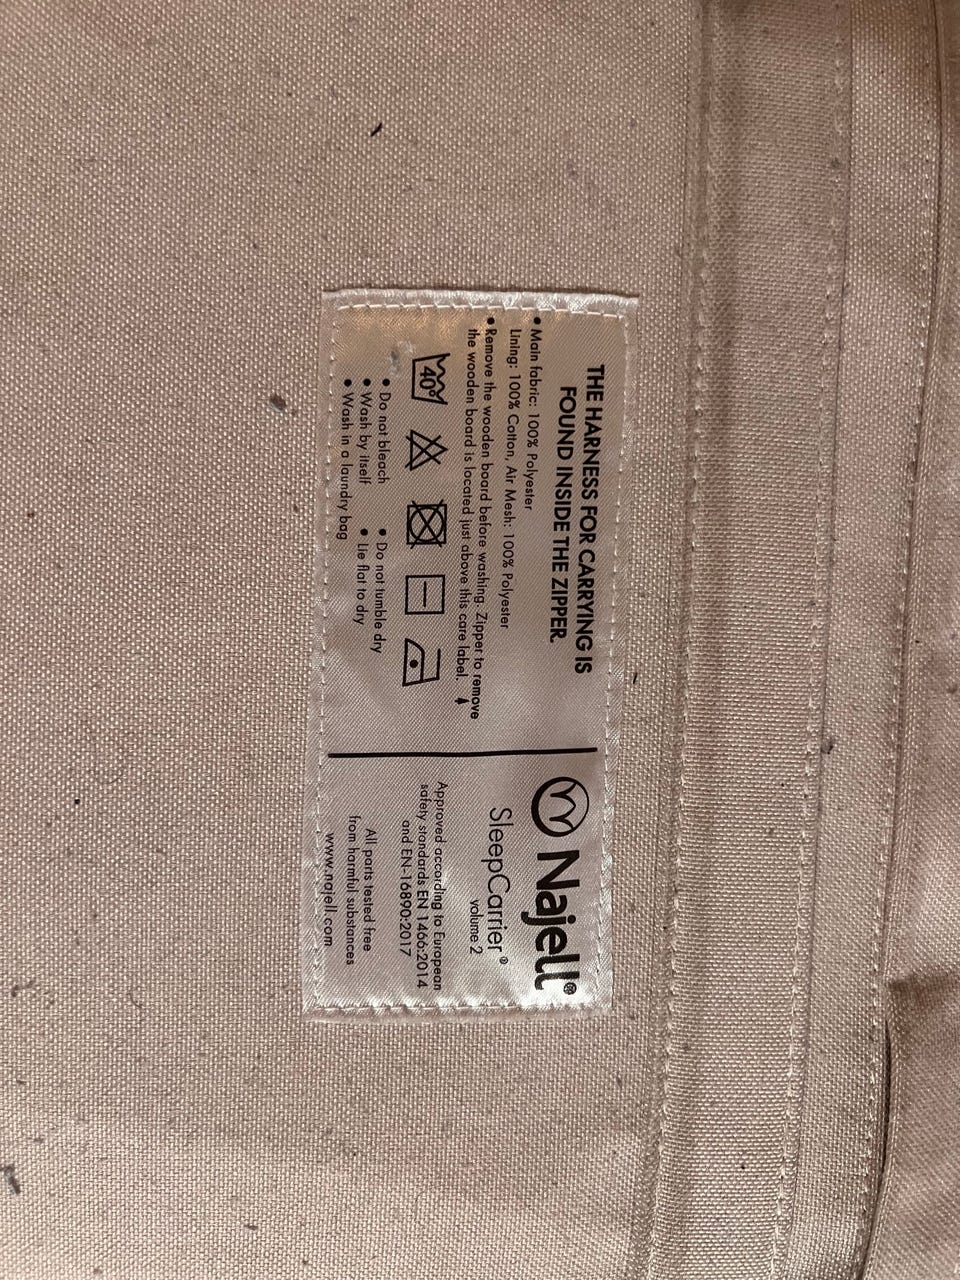 THE HARNESS FOR CARRYING IS
FOUND INSIDE THE ZIPPER.
• Main fabric: 100% Polyester
Lining: 100% Cotton, Air Mesh: 100% Polyester
• Remove the wooden board before washing. Zipper to remove
the wooden board is located just above this care label.
40°
• Do not bleach
• Wash by itself
• Wash in a laundry bag
• Do not tumble dry
• Lie flat to dry
Najell®
SleepCarrier®
volume 2
Approved according to European
safety standards EN 1466:2014
and EN-16890:2017
All parts tested free
from harmful substances
www.najell.com